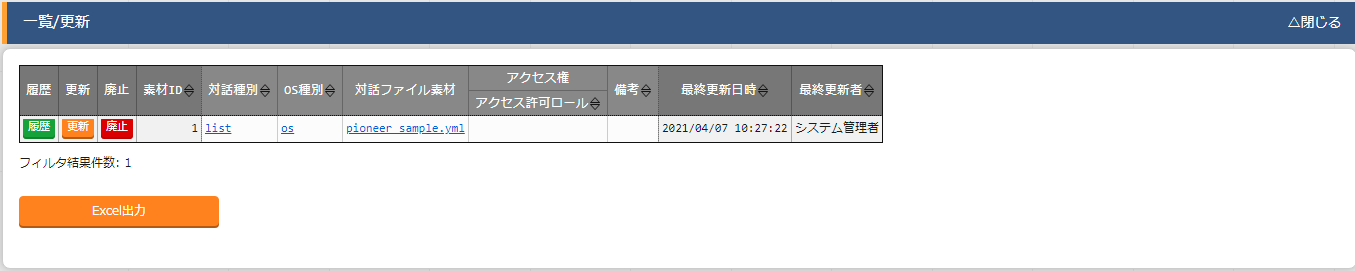 一覧/更新 △閉じる
履歴 更新 廃止 素材ID 対話種別 OS種別 対話ファイル素材 アクセス権 備考 最終更新日時 最終更新者
アクセス許可ロール
履歴 更新 廃止 1 list os pioneer_sample.yml 2021/04/07 10:27:22 システム管理者
フィルタ結果件数: 1
Excel出力